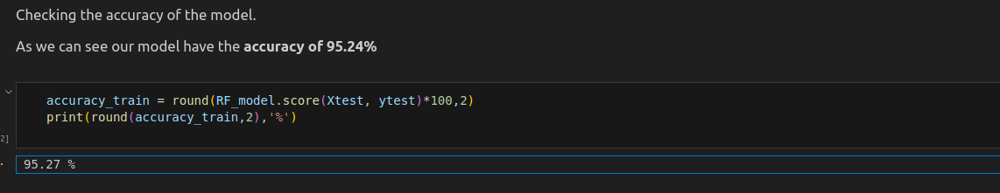 Checking the accuracy of the model.
As we can see our model have the accuracy of 95.24%
accuracy_train = round(RF_model.score(Xtest, ytest)*100,2)
print(round(accuracy_train,2),'%')
2]
95.27 %